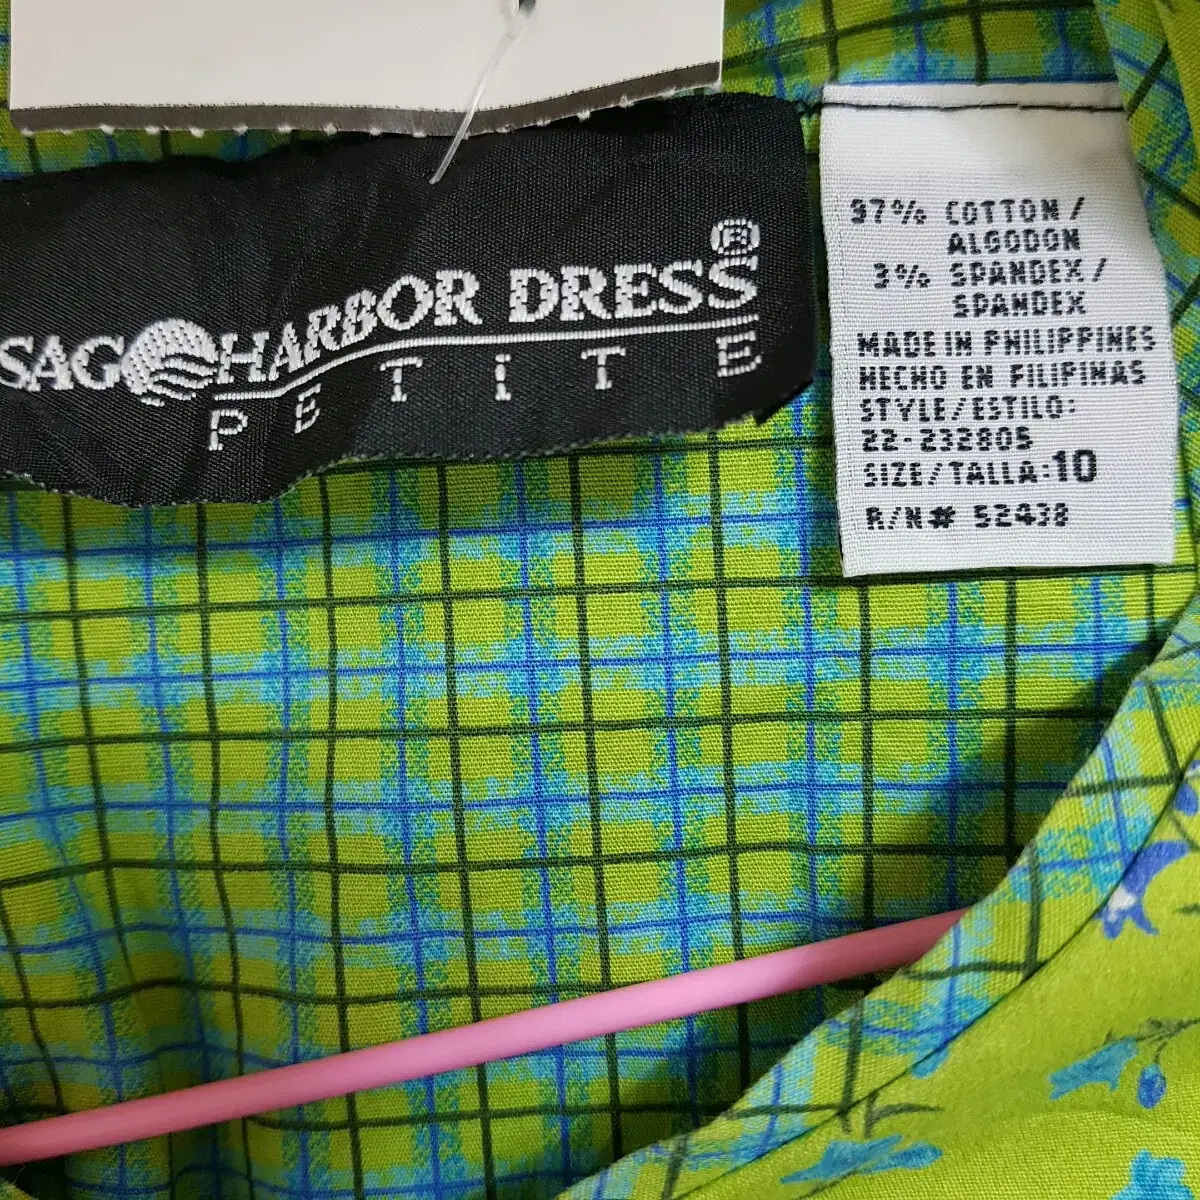 SAG HARBOR DRESS®
PETITE
97% COTTON/
ALGODON
3% SPANDEX/
SPANDEX
MADE IN PHILIPPINES
HECHO EN FILIPINAS
STYLE/ESTILO:
22-232805
SIZE/TALLA:10
R/N# 52438